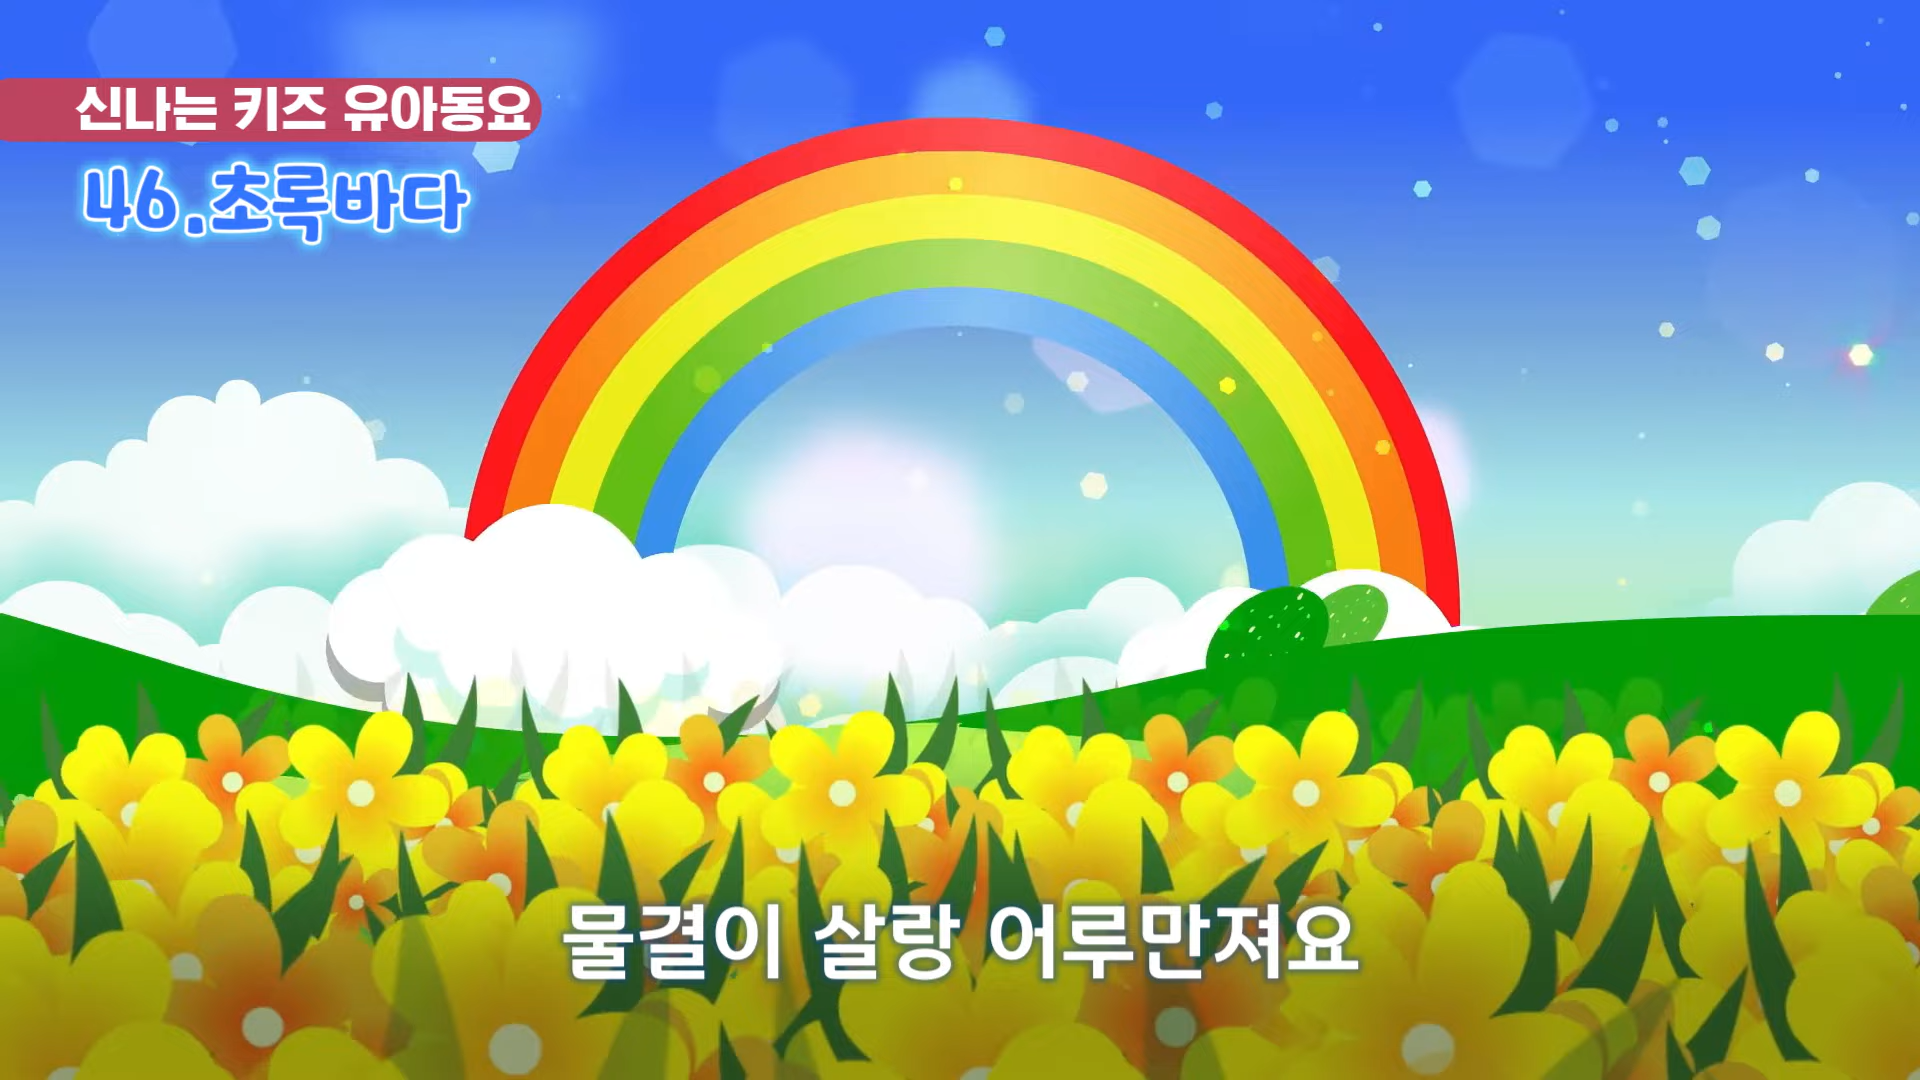 신나는 키즈 유아동요
46.초록바다
물결이 살랑 어루만져요